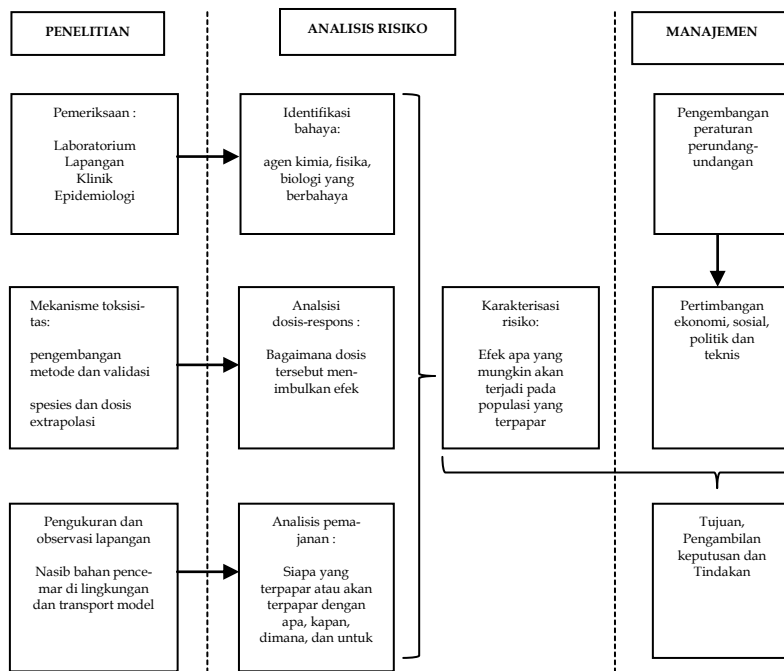 PENELITIAN
ANALISIS RISIKO
MANAJEMEN
Pemeriksaan :
Laboratorium
Lapangan
Klinik
Epidemiologi
Identifikasi
bahaya:
agen kimia, fisika,
biologi yang
berbahaya
Pengembangan
peraturan
perundang-
undangan
Mekanisme toksisi-
tas:
pengembangan
metode dan validasi
spesies dan dosis
extrapolasi
Analsisi
dosis-respons :
Bagaimana dosis
tersebut men-
imbulkan efek
Karakterisasi
risiko:
Efek apa yang
mungkin akan
terjadi pada
populasi yang
terpapar
Pertimbangan
ekonomi, sosial,
politik dan
teknis
Pengukuran dan
observasi lapangan
Nasib bahan pence-
mar di lingkungan
dan transport model
Analisis pema-
janan :
Siapa yang
terpapar atau akan
terpapar dengan
apa, kapan,
dimana, dan untuk
Tujuan,
Pengambilan
keputusan dan
Tindakan